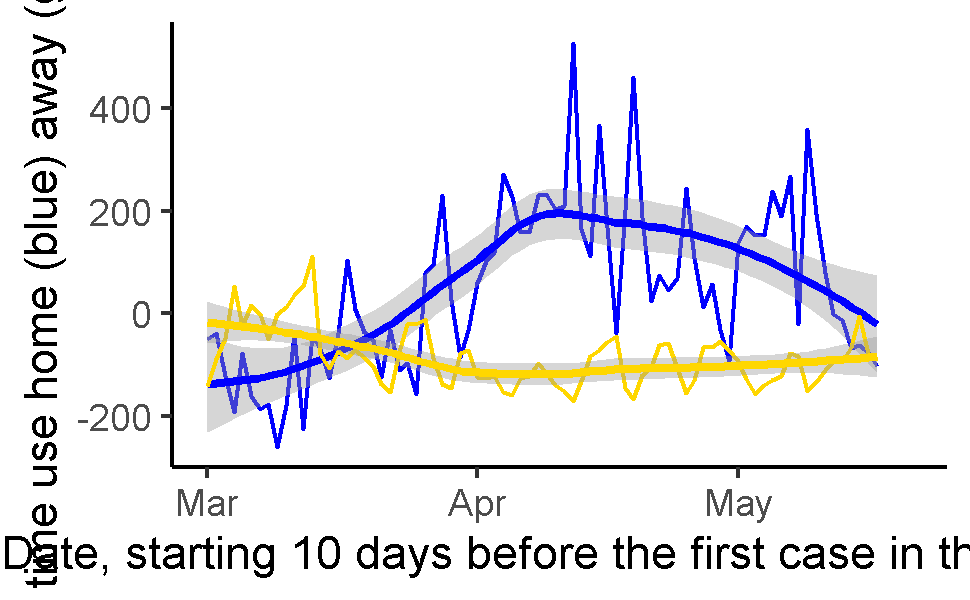 time use home (blue) away (
400
200
0
-200
Mar Apr May
Date, starting 10 days before the first case in th